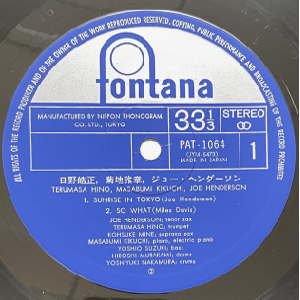 ALL RIGHTS OF THE RECORD PRODUCER AND OF THE OWNER OF THE WORK REPRODUCED RESERVED. COPYING, PUBLIC PERFORMANCE AND BROADCASTING OF THIS RECORD PROHIBITED.
fontana
MANUFACTURED BY NIPPON PHONOGRAM
CO., LTD., TOKYO
33 1/3
STEREO
PAT-1064
(JYM-5473)
MADE IN JAPAN
1
日野皓正, 菊地雅章, ジョー・ヘンダーソン
TERUMASA HINO, MASABUMI KIKUCHI, JOE HENDERSON
1. SUNRISE IN TOKYO (Joe Henderson)
2. SO WHAT (Miles Davis)
JOE HENDERSON; tenor sax
TERUMASA HINO; trumpet
KOHSUKE MINE; soprano sax
MASABUMI KIKUCHI; piano, electric piano
YOSHIO SUZUKI; bass
HIROSHI MURAKAMI; drums
YOSHIYUKI NAKAMURA; drums